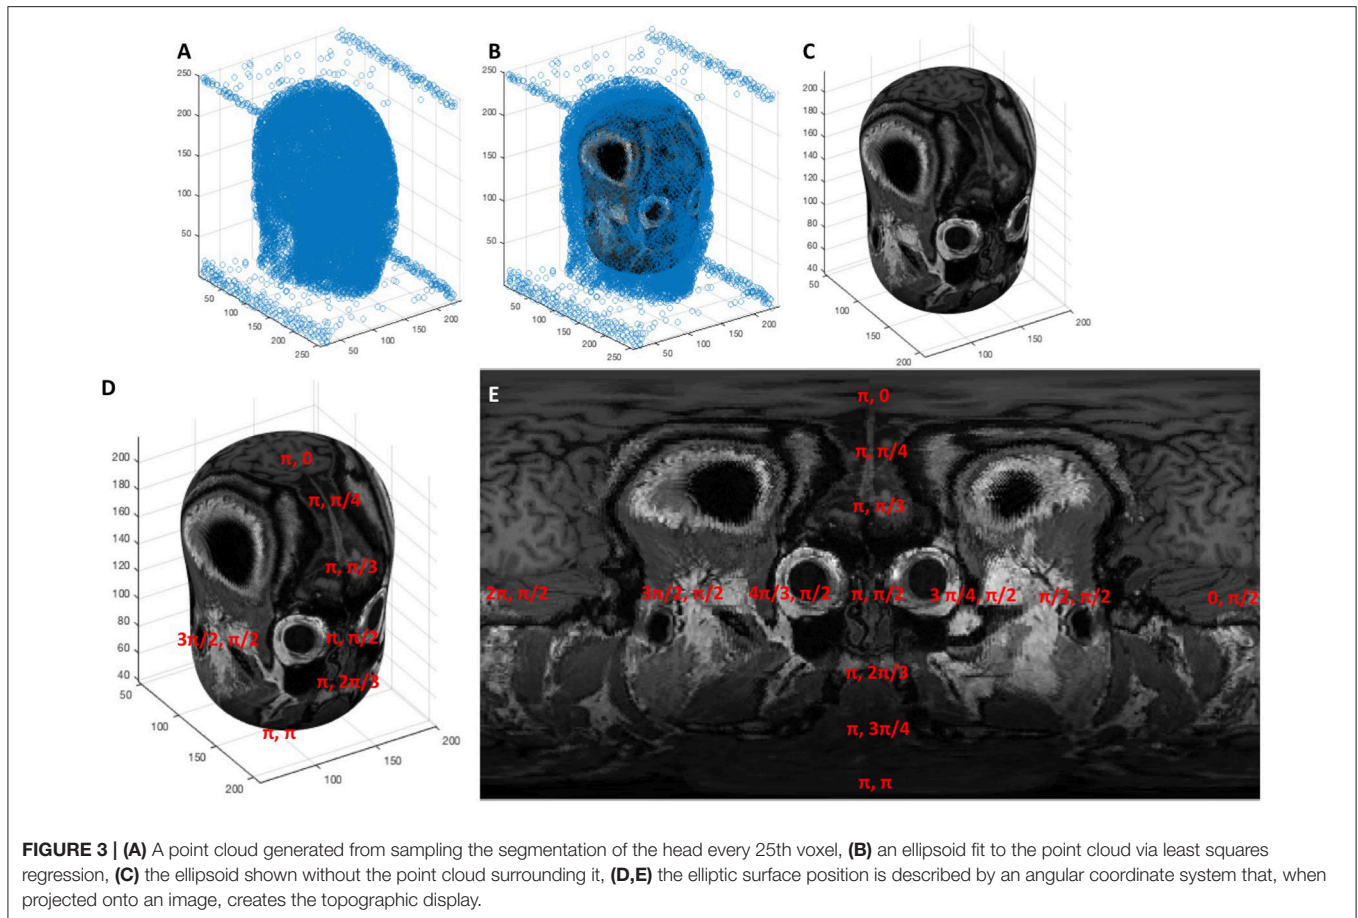 A
250
200
150
100
50
50
100
150
200
250
50
100
150
200
B
250
200
150
100
50
50
100
150
200
250
50
100
150
200
C
200
180
160
140
120
100
80
60
40
50
100
150
200
100
150
200
D
200
180
160
140
120
100
80
60
40
50
100
150
200
100
150
200
π, 0
π, π/4
π, π/3
3π/2, π/2
π, π/2
π, 2π/3
π, π
E
π, 0
π, π/4
π, π/3
2π, π/2
3π/2, π/2
4π/3, π/2
π, π/2
3 π/4, π/2
π/2, π/2
0, π/2
π, 2π/3
π, 3π/4
π, π
FIGURE 3 | (A) A point cloud generated from sampling the segmentation of the head every 25th voxel, (B) an ellipsoid fit to the point cloud via least squares
regression, (C) the ellipsoid shown without the point cloud surrounding it, (D,E) the elliptic surface position is described by an angular coordinate system that, when
projected onto an image, creates the topographic display.